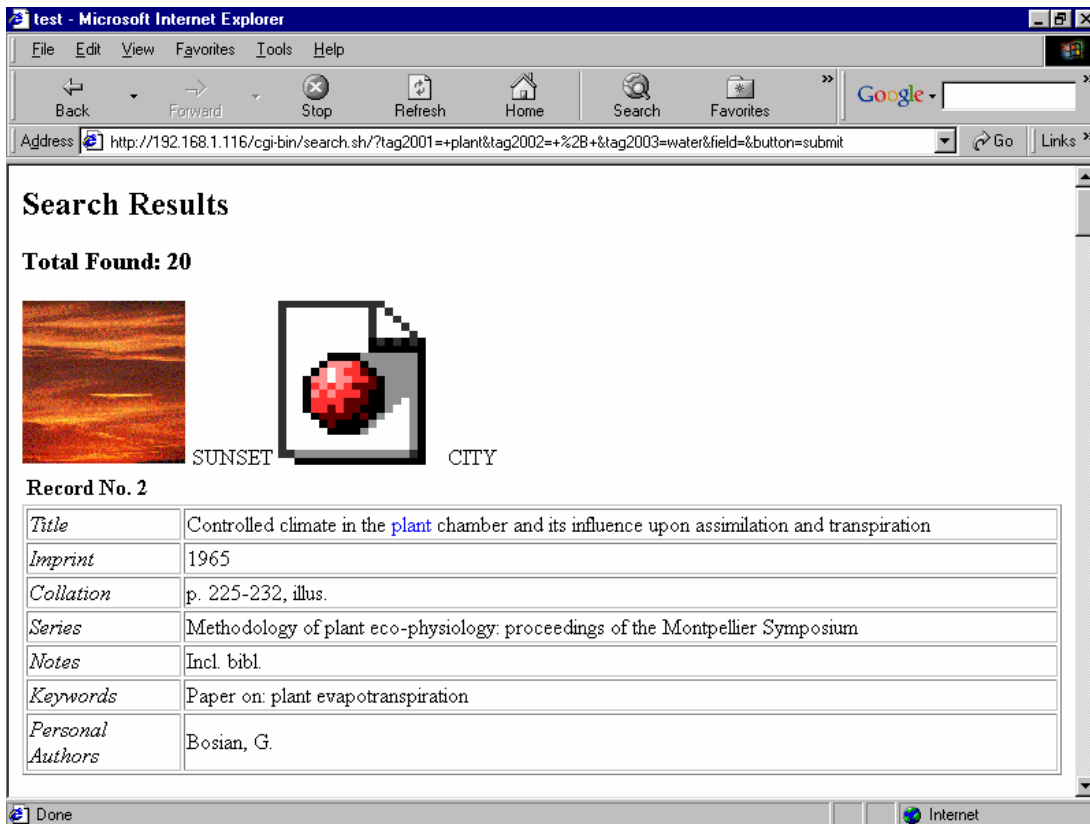 test - Microsoft Internet Explorer
File Edit View Favorites Tools Help
Back Forward Stop Refresh Home Search Favorites » Google »
Address http://192.168.1.116/cgi-bin/search.sh/?tag2001=+plant&tag2002=+%2B+&tag2003=water&field=&button=submit Go Links »
Search Results
Total Found: 20
SUNSET CITY
Record No. 2
Title Controlled climate in the plant chamber and its influence upon assimilation and transpiration
Imprint 1965
Collation p. 225-232, illus.
Series Methodology of plant eco-physiology: proceedings of the Montpellier Symposium
Notes Incl. bibl.
Keywords Paper on: plant evapotranspiration
Personal
Authors Bosian, G.
Done Internet